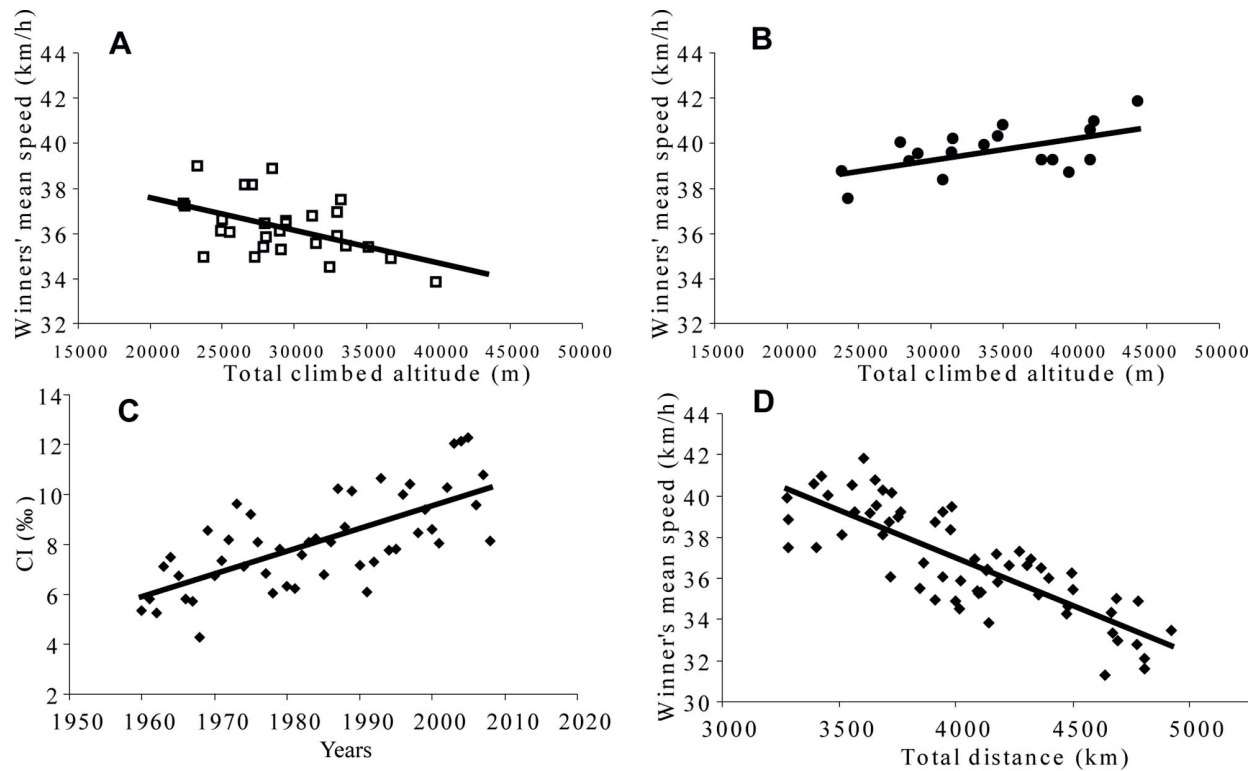 A
Winners' mean speed (km/h)
44
42
40
38
36
34
32
15000 20000 25000 30000 35000 40000 45000 50000
Total climbed altitude (m)
B
Winners' mean speed (km/h)
44
42
40
38
36
34
32
15000 20000 25000 30000 35000 40000 45000 50000
Total climbed altitude (m)
C
CI (‰)
14
12
10
8
6
4
2
1950 1960 1970 1980 1990 2000 2010 2020
Years
D
Winner's mean speed (km/h)
44
42
40
38
36
34
32
30
3000 3500 4000 4500 5000
Total distance (km)